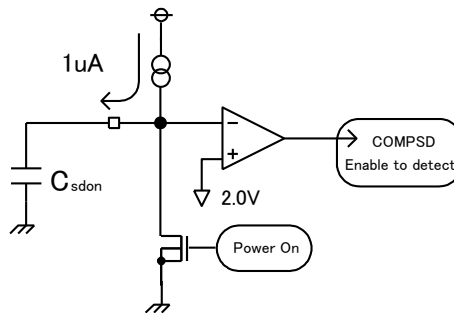 1uA
COMPSD
Enable to detect
Csdon
2.0V
Power On